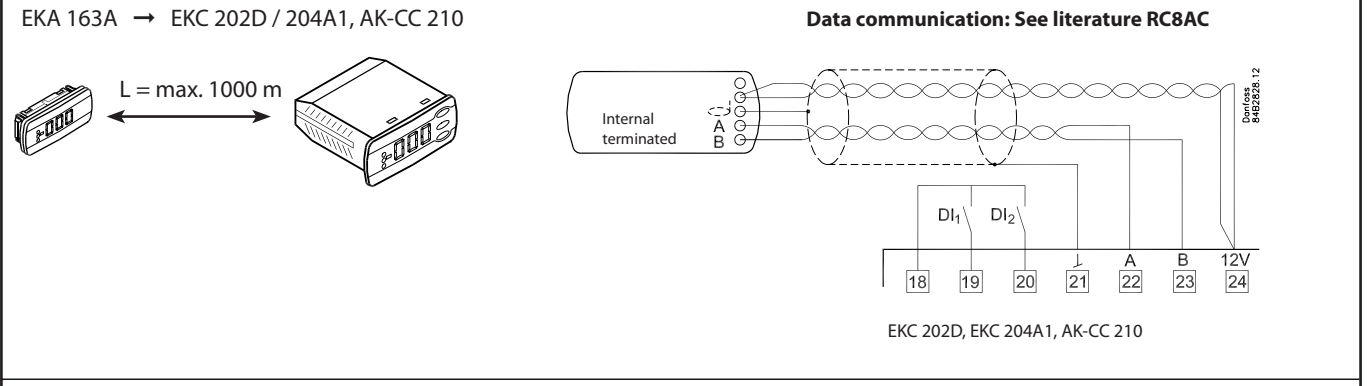 EKA 163A → EKC 202D / 204A1, AK-CC 210
Data communication: See literature RC8AC
L = max. 1000 m
Internal
terminated
A
B
Danfoss
84B2828.12
DI1 DI2
A B 12V
18 19 20 21 22 23 24
EKC 202D, EKC 204A1, AK-CC 210